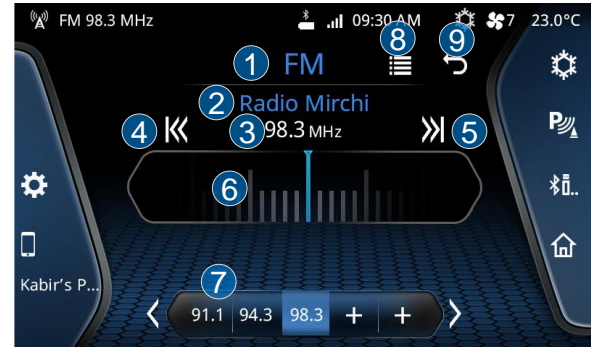 FM 98.3 MHz 09:30 AM 7 23.0°C
8 9
1 FM
2 Radio Mirchi
4 3 98.3 MHz 5
6
P
i..
Kabir's P...
7
91.1 94.3 98.3 + +